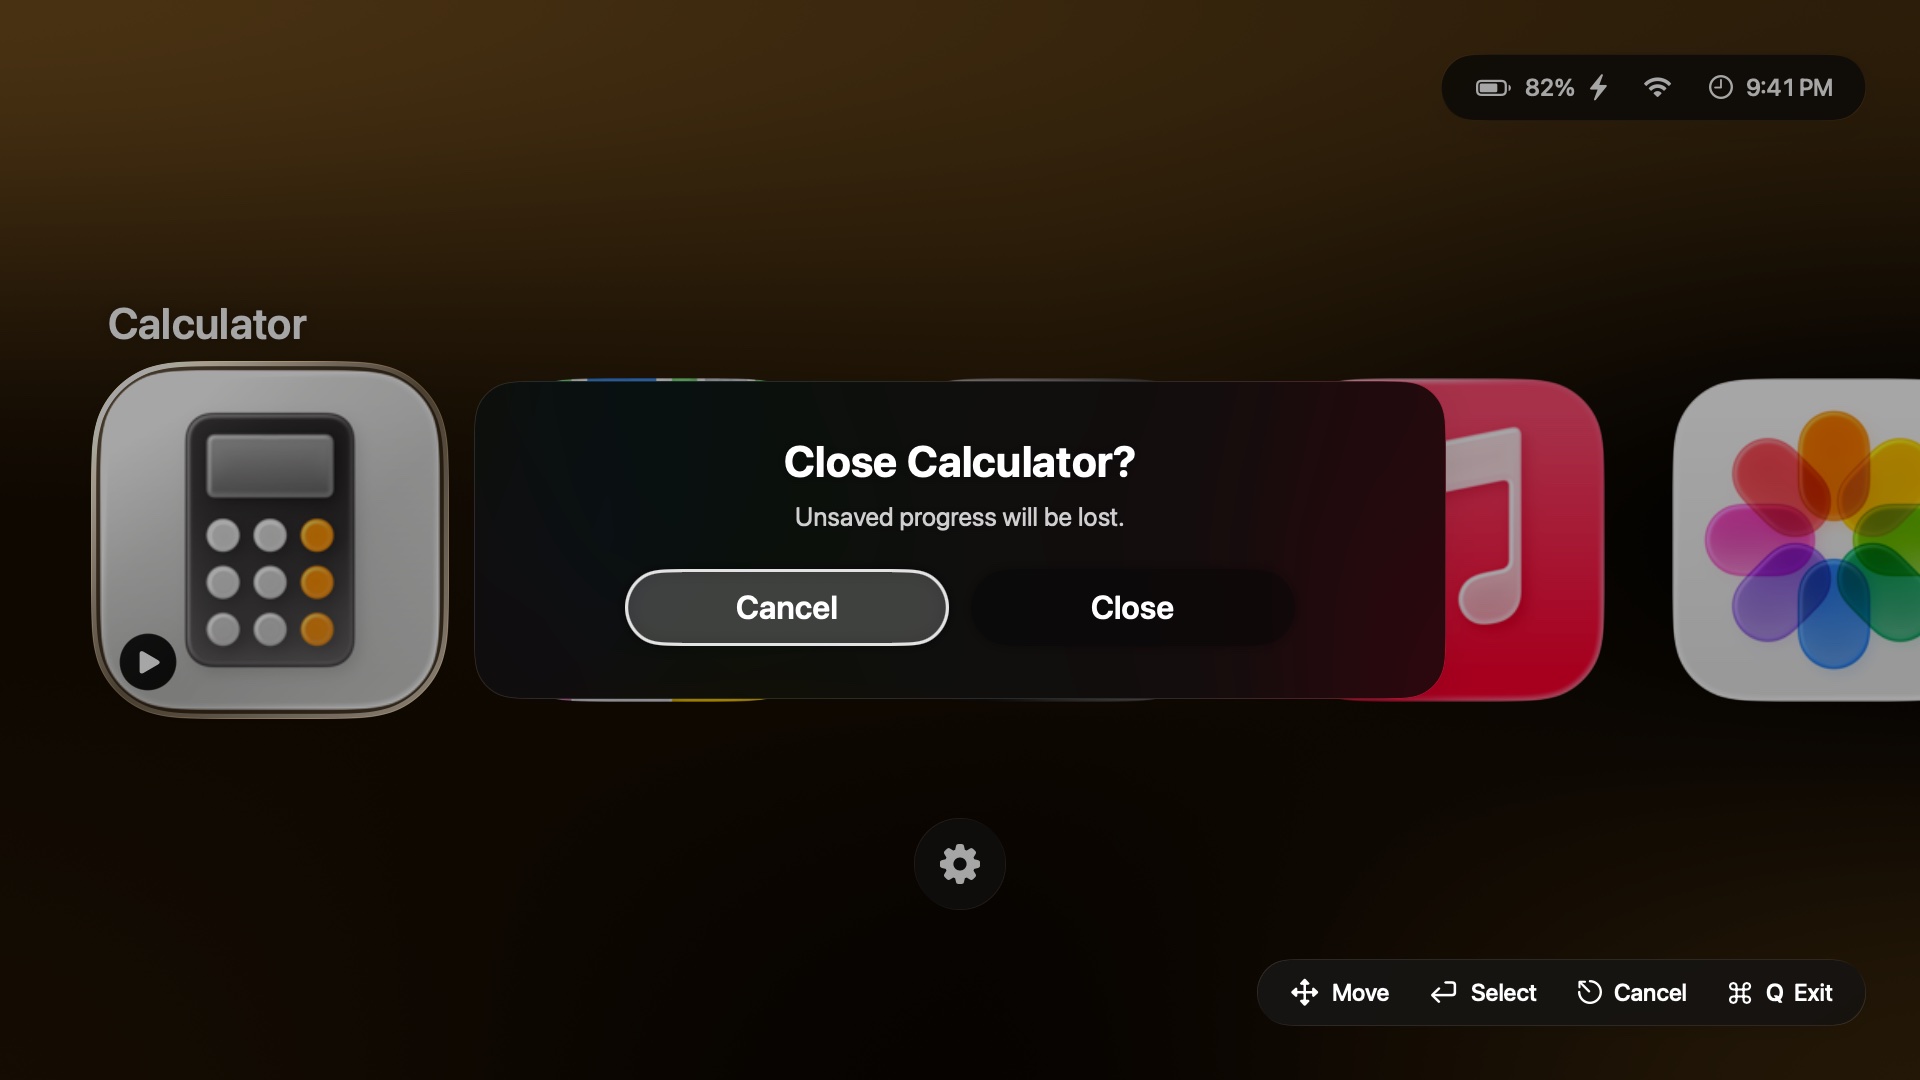 82%
9:41 PM
Calculator
Close Calculator?
Unsaved progress will be lost.
Cancel
Close
Move
Select
Cancel
⌘ Q Exit